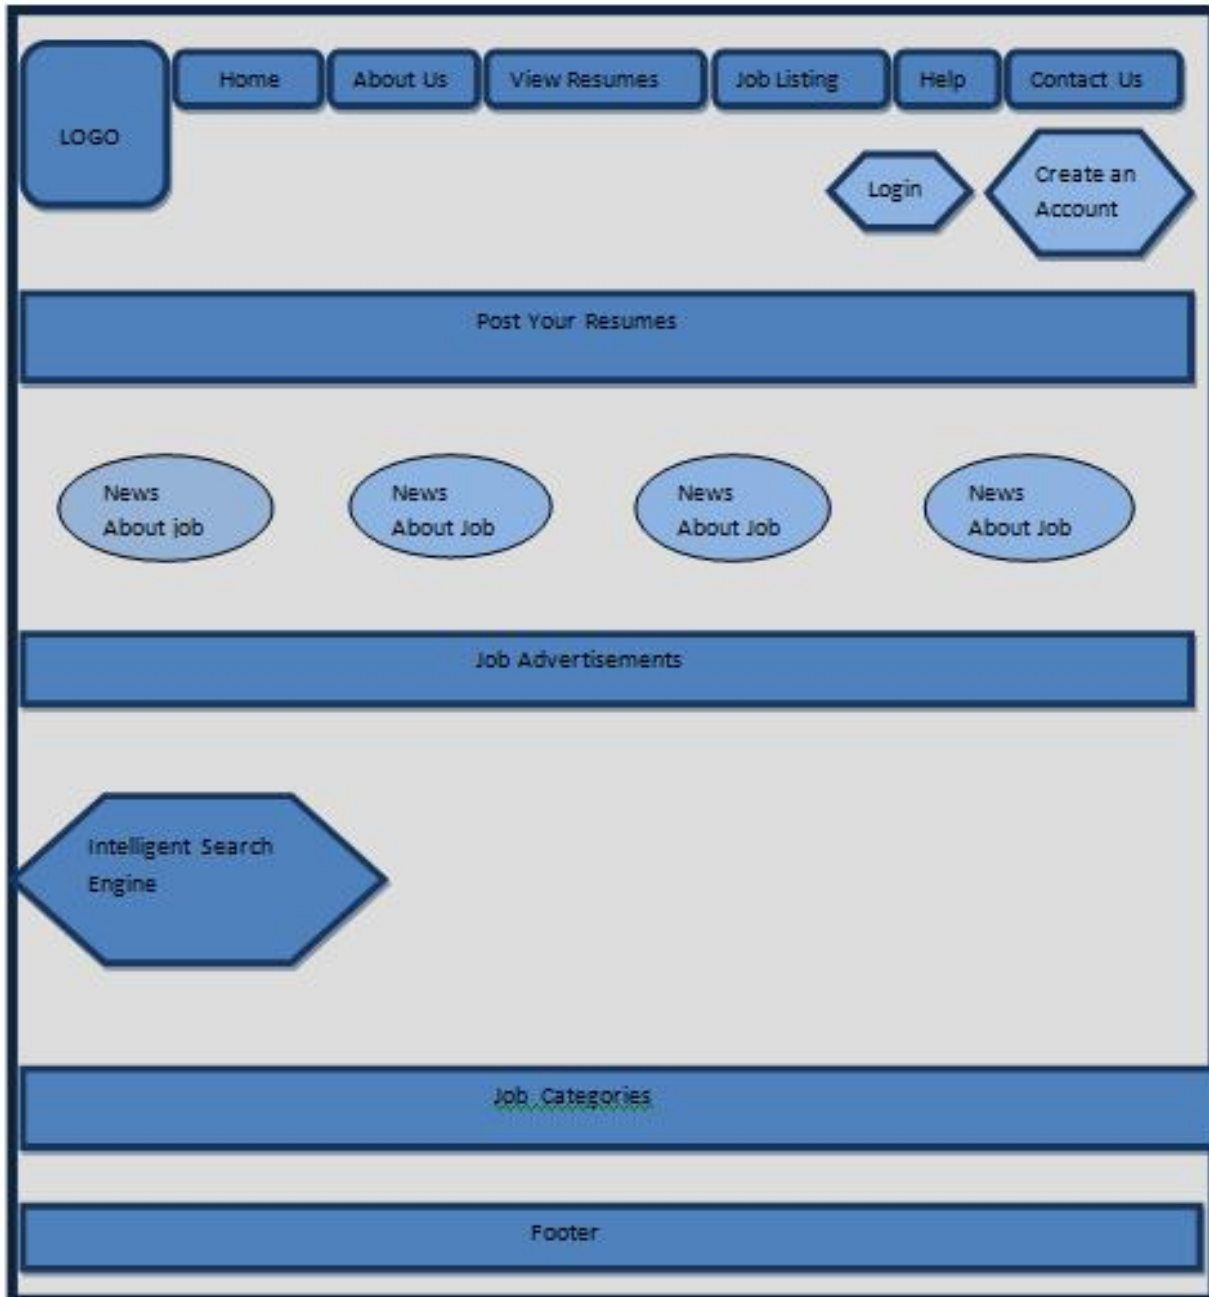 Home
About Us
View Resumes
Job Listing
Help
Contact Us
LOGO
Login
Create an
Account
Post Your Resumes
News
About job
News
About Job
News
About Job
News
About Job
Job Advertisements
Intelligent Search
Engine
Job Categories
Footer